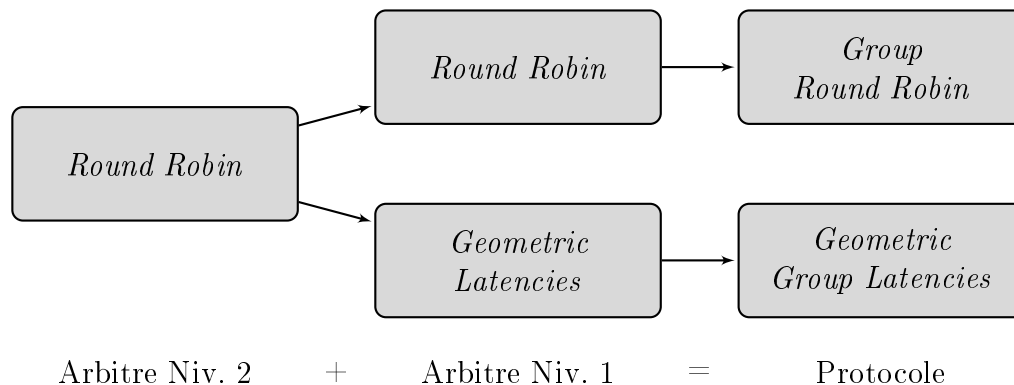 Round Robin
Round Robin
Group
Round Robin
Geometric
Latencies
Geometric
Group Latencies
Arbitre Niv. 2 + Arbitre Niv. 1 = Protocole